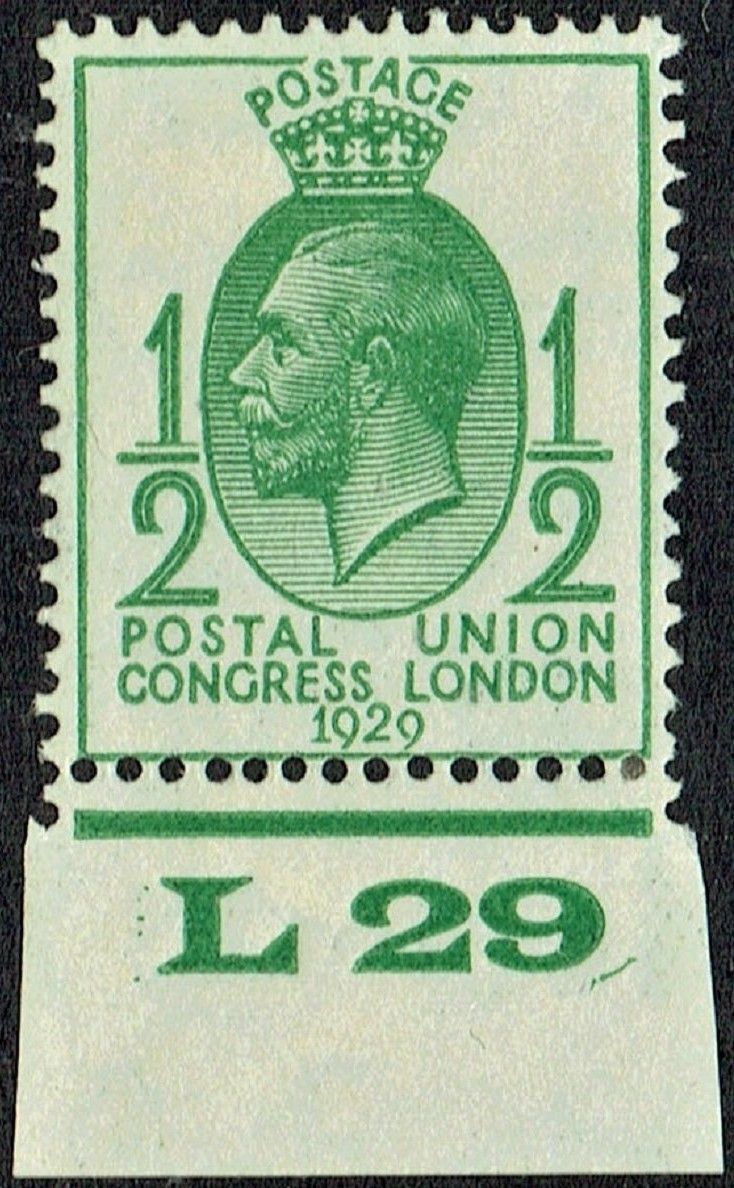 POSTAGE
1/2 1/2
POSTAL UNION
CONGRESS LONDON
1929
L 29